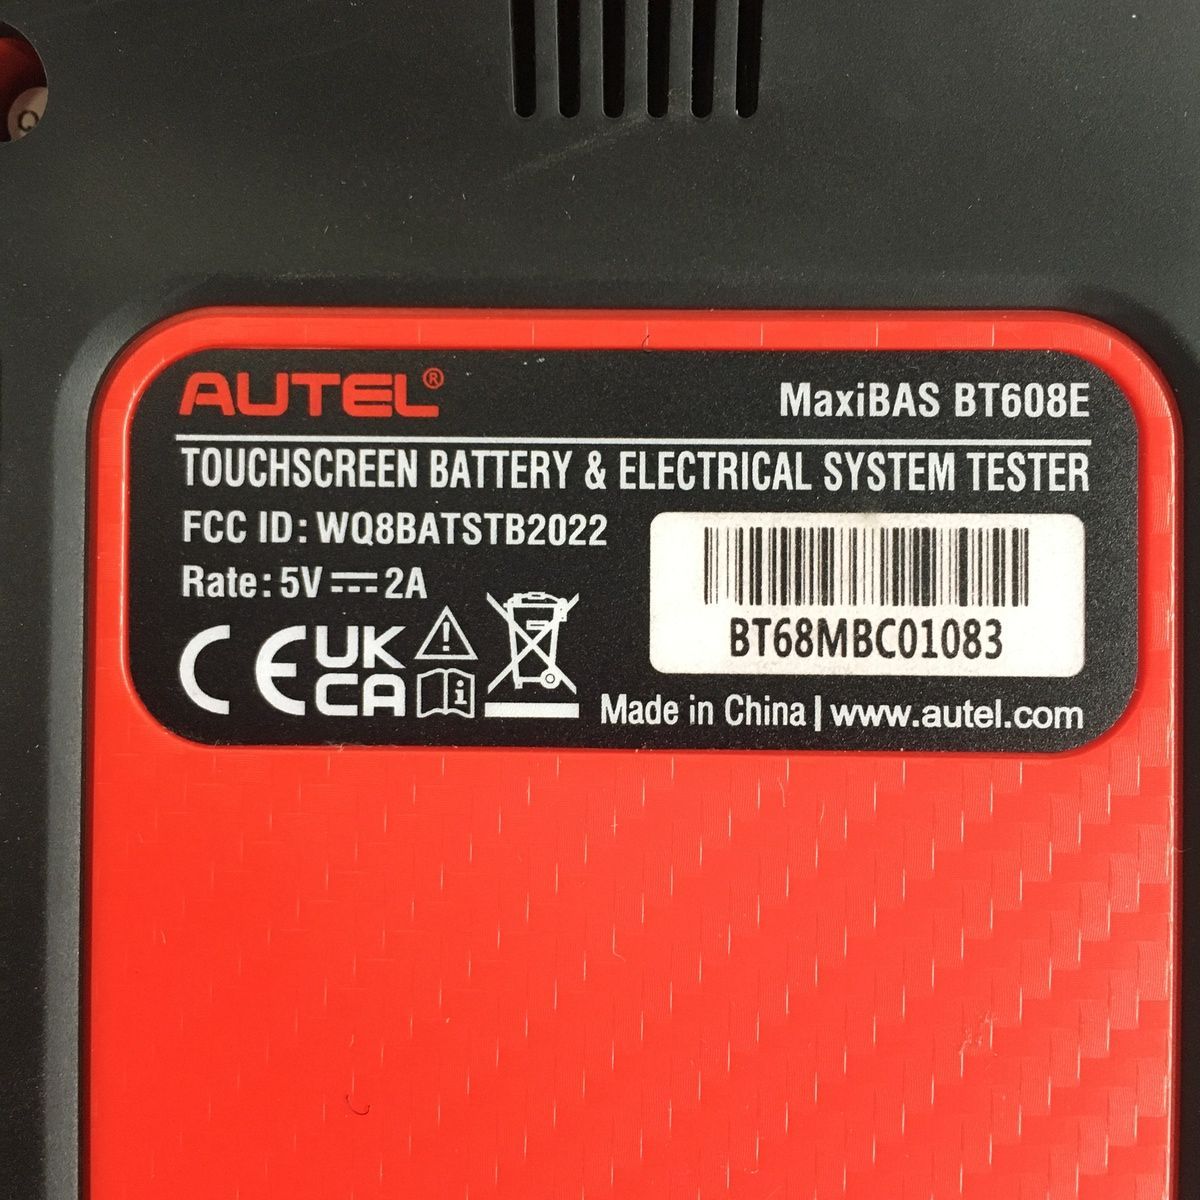 Q
AUTEL®
MaxiBAS BT608E
TOUCHSCREEN BATTERY & ELECTRICAL SYSTEM TESTER
FCC ID: WQ8BATSTB2022
Rate: 5V ⎓ 2A
BT68MBC01083
CE UK CA
Made in China | www.autel.com